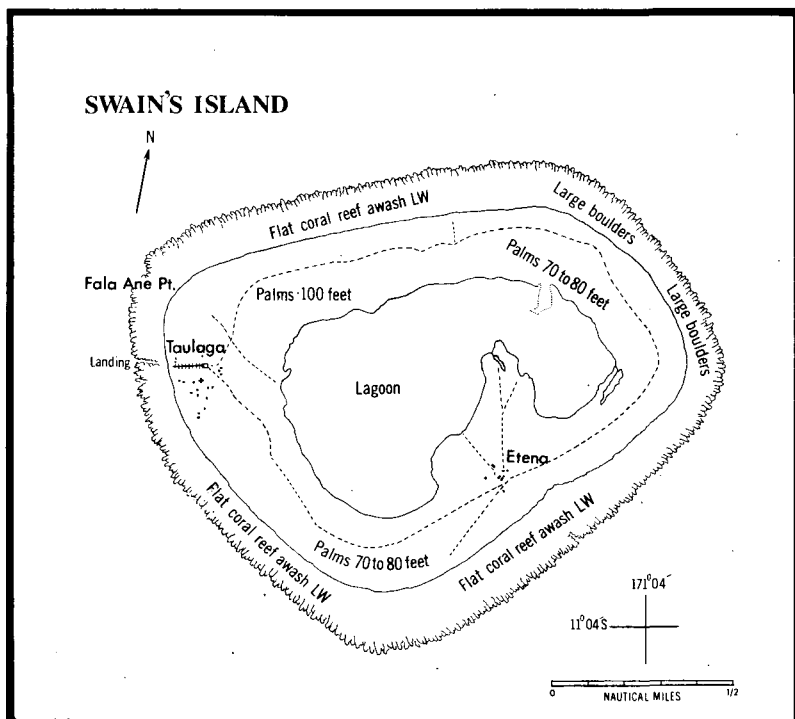 SWAIN'S ISLAND
N
Flat coral reef awash LW
Large boulders
Palms 70 to 80 feet
Fala Ane Pt.
Palms 100 feet
Large boulders
Taulaga
Landing
Lagoon
Etena
Flat coral reef awash LW
Palms 70 to 80 feet
Flat coral reef awash LW
171°04´
11°04´S
0 1/2
NAUTICAL MILES